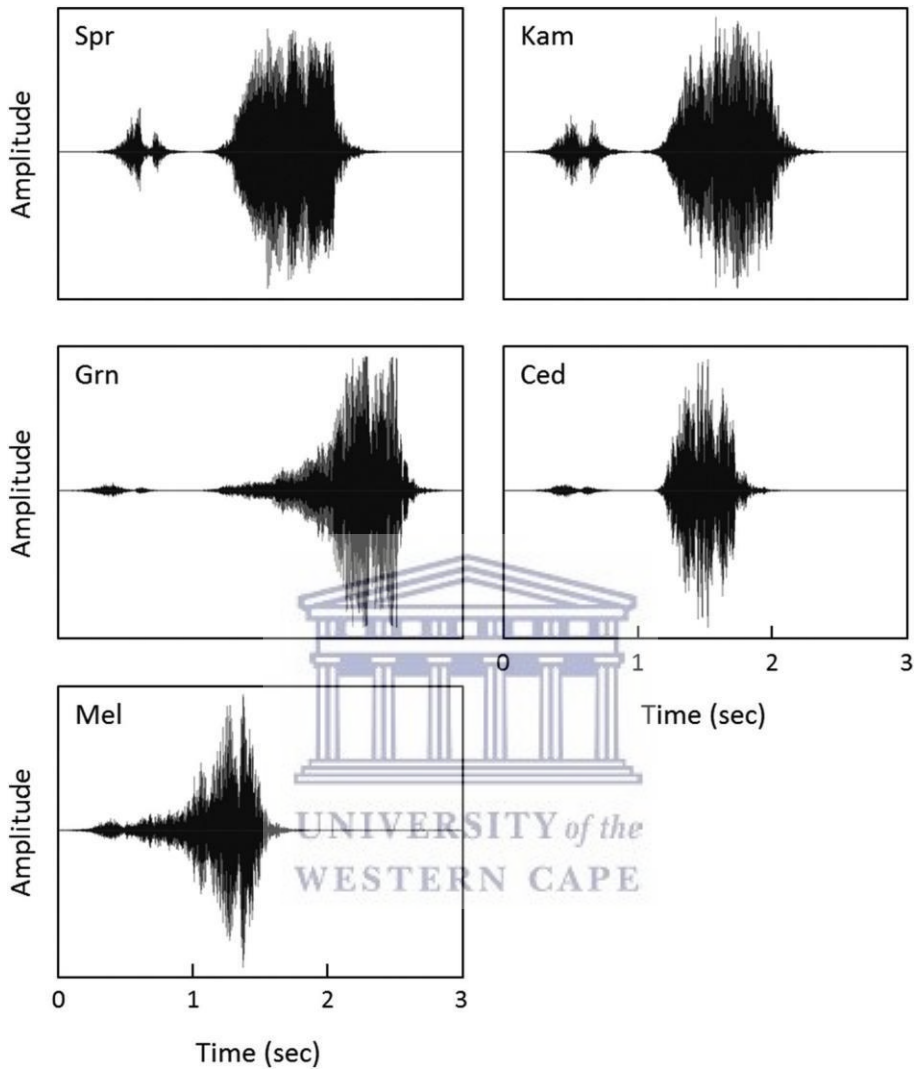 Spr
Kam
Amplitude
Grn
Ced
Amplitude
0 1 2 3
Time (sec)
Mel
Amplitude
UNIVERSITY of the
WESTERN CAPE
0 1 2 3
Time (sec)